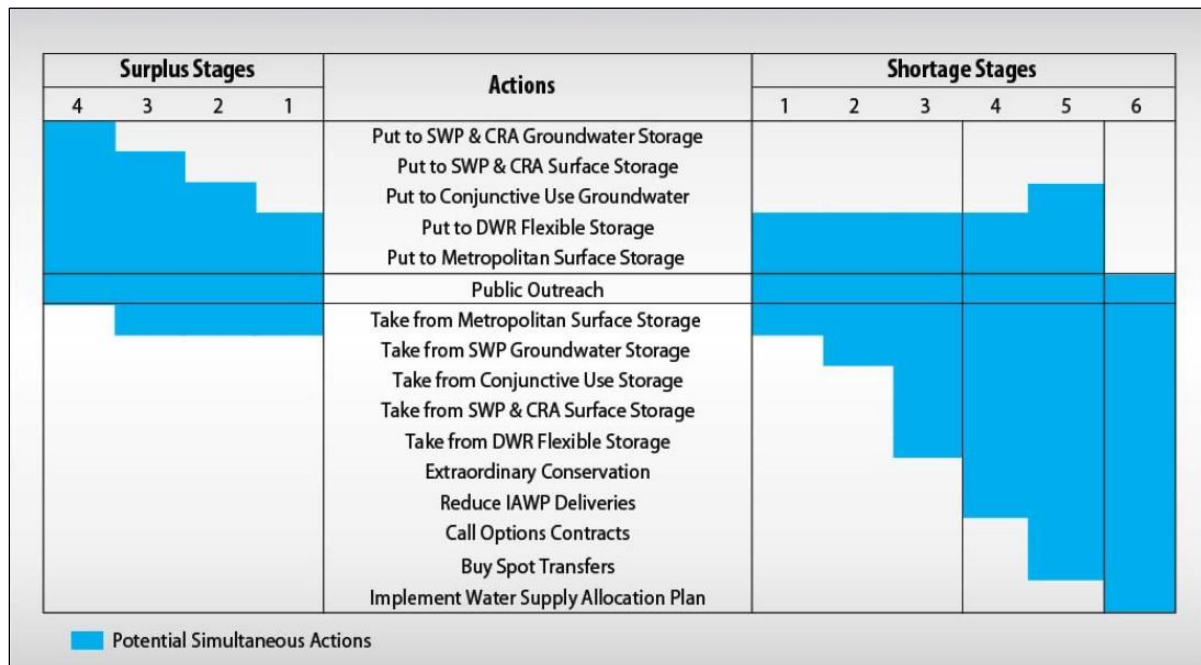 Surplus Stages Actions Shortage Stages
4 3 2 1 1 2 3 4 5 6
Put to SWP & CRA Groundwater Storage
Put to SWP & CRA Surface Storage
Put to Conjunctive Use Groundwater
Put to DWR Flexible Storage
Put to Metropolitan Surface Storage
Public Outreach
Take from Metropolitan Surface Storage
Take from SWP Groundwater Storage
Take from Conjunctive Use Storage
Take from SWP & CRA Surface Storage
Take from DWR Flexible Storage
Extraordinary Conservation
Reduce IAWP Deliveries
Call Options Contracts
Buy Spot Transfers
Implement Water Supply Allocation Plan
Potential Simultaneous Actions